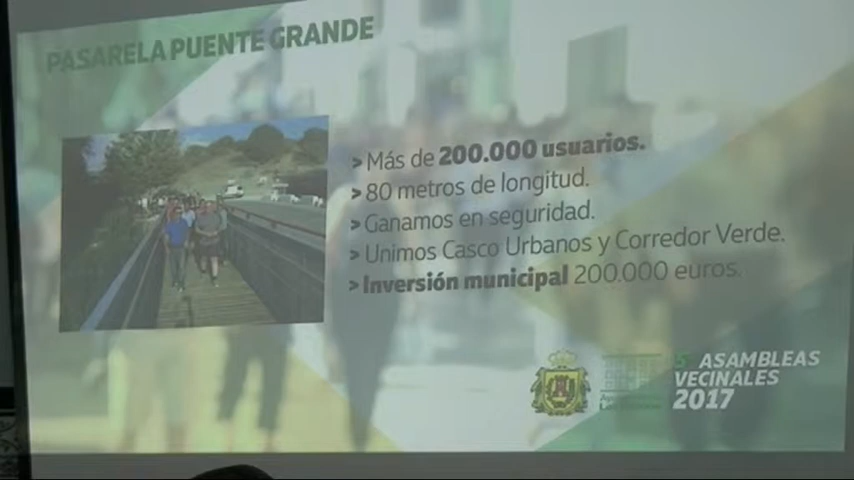 PASARELA PUENTE GRANDE
> Más de 200.000 usuarios.
> 80 metros de longitud.
> Ganamos en seguridad.
> Unimos Casco Urbanos y Corredor Verde.
> Inversión municipal 200.000 euros.
ASAMBLEAS
VECINALES
2017